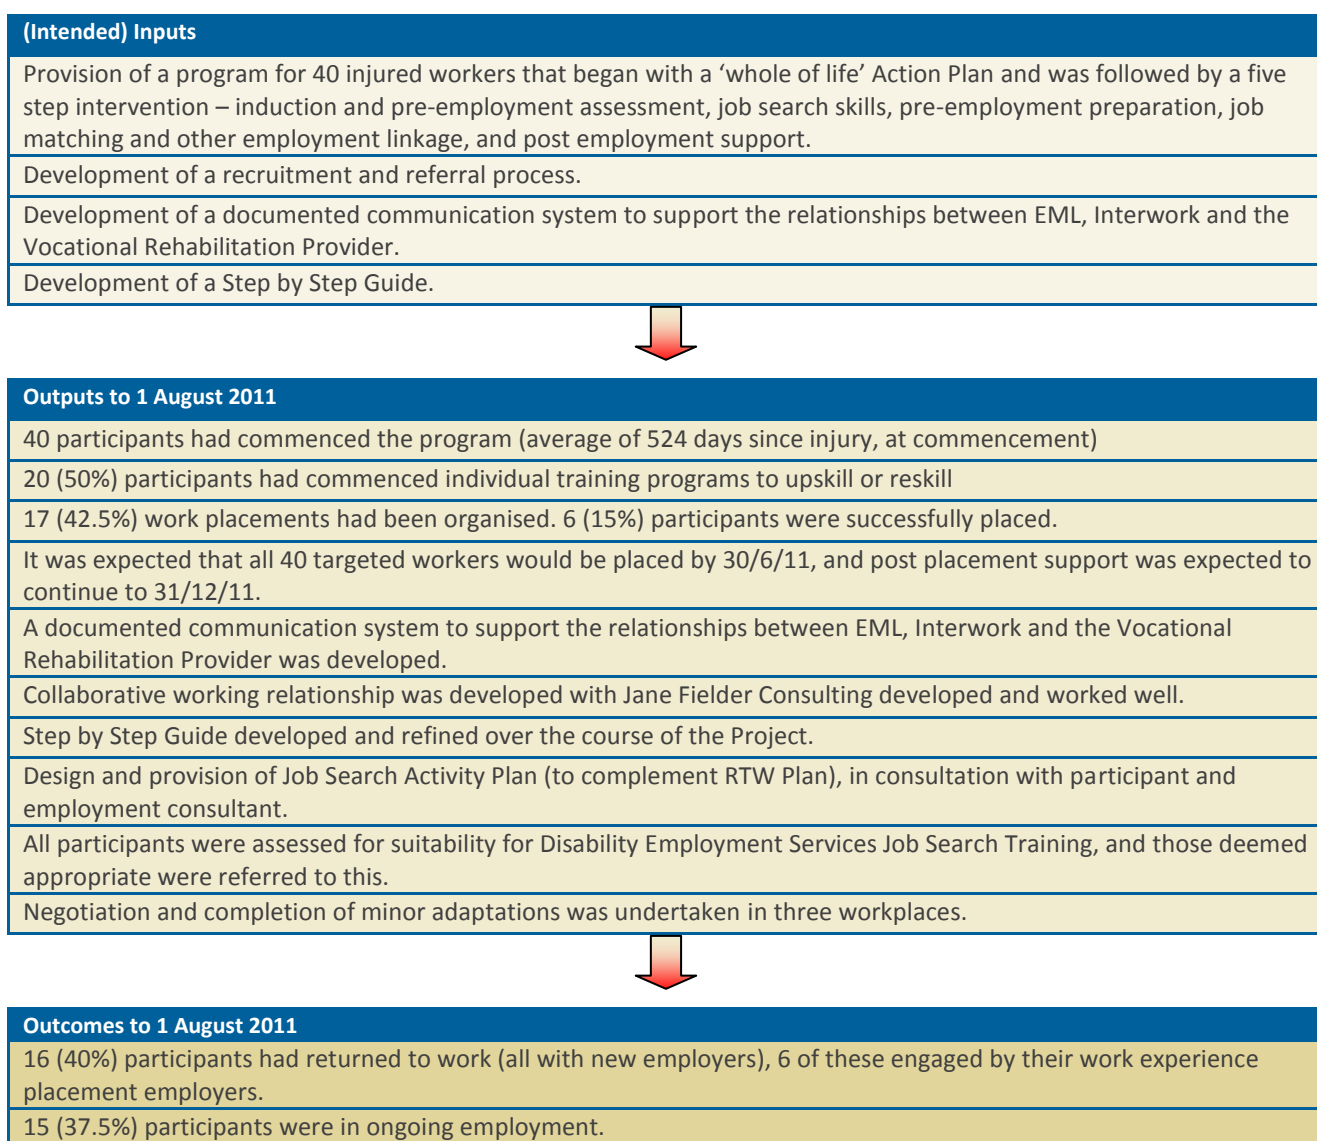 (Intended) Inputs
Provision of a program for 40 injured workers that began with a ‘whole of life’ Action Plan and was followed by a five
step intervention – induction and pre-employment assessment, job search skills, pre-employment preparation, job
matching and other employment linkage, and post employment support.
Development of a recruitment and referral process.
Development of a documented communication system to support the relationships between EML, Interwork and the
Vocational Rehabilitation Provider.
Development of a Step by Step Guide.
Outputs to 1 August 2011
40 participants had commenced the program (average of 524 days since injury, at commencement)
20 (50%) participants had commenced individual training programs to upskill or reskill
17 (42.5%) work placements had been organised. 6 (15%) participants were successfully placed.
It was expected that all 40 targeted workers would be placed by 30/6/11, and post placement support was expected to
continue to 31/12/11.
A documented communication system to support the relationships between EML, Interwork and the Vocational
Rehabilitation Provider was developed.
Collaborative working relationship was developed with Jane Fielder Consulting developed and worked well.
Step by Step Guide developed and refined over the course of the Project.
Design and provision of Job Search Activity Plan (to complement RTW Plan), in consultation with participant and
employment consultant.
All participants were assessed for suitability for Disability Employment Services Job Search Training, and those deemed
appropriate were referred to this.
Negotiation and completion of minor adaptations was undertaken in three workplaces.
Outcomes to 1 August 2011
16 (40%) participants had returned to work (all with new employers), 6 of these engaged by their work experience
placement employers.
15 (37.5%) participants were in ongoing employment.